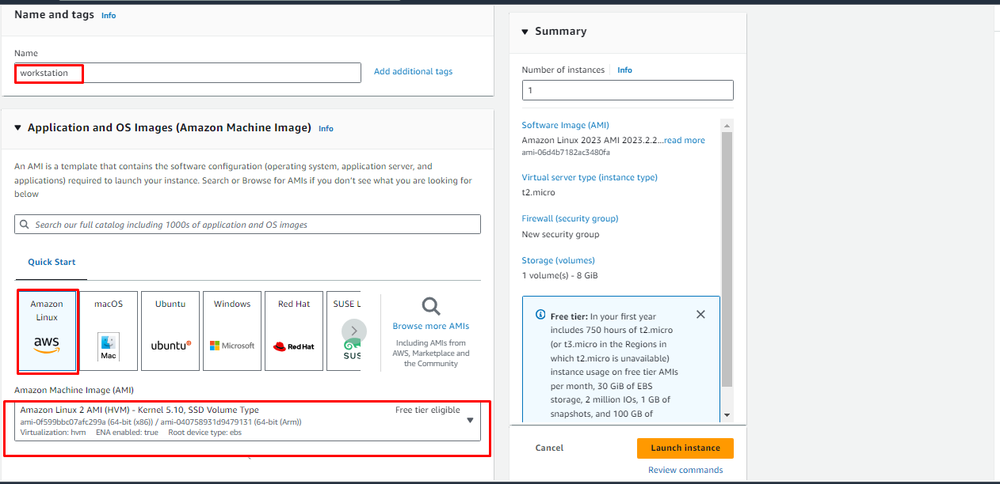 Name and tags Info
Name
workstation
Add additional tags
Application and OS Images (Amazon Machine Image) Info
An AMI is a template that contains the software configuration (operating system, application server, and
applications) required to launch your instance. Search or Browse for AMIs if you don't see what you are looking for
below
Search our full catalog including 1000s of application and OS images
Quick Start
Amazon
Linux
aws
macOS
Mac
Ubuntu
ubuntu
Windows
Microsoft
Red Hat
Red Hat
SUSE L
SUS
Browse more AMIs
Including AMIs from
AWS, Marketplace and
the Community
Amazon Machine Image (AMI)
Amazon Linux 2 AMI (HVM) - Kernel 5.10, SSD Volume Type
Free tier eligible
ami-0f599bbc07afc299a (64-bit (x86)) / ami-040758931d9479131 (64-bit (Arm))
Virtualization: hvm ENA enabled: true Root device type: ebs
Summary
Number of instances Info
1
Software Image (AMI)
Amazon Linux 2023 AMI 2023.2.2...read more
ami-06d4b7182ac3480fa
Virtual server type (instance type)
t2.micro
Firewall (security group)
New security group
Storage (volumes)
1 volume(s) - 8 GiB
Free tier: In your first year
includes 750 hours of t2.micro
(or t3.micro in the Regions in
which t2.micro is unavailable)
instance usage on free tier AMIs
per month, 30 GiB of EBS
storage, 2 million IOs, 1 GB of
snapshots, and 100 GB of
Cancel
Launch instance
Review commands